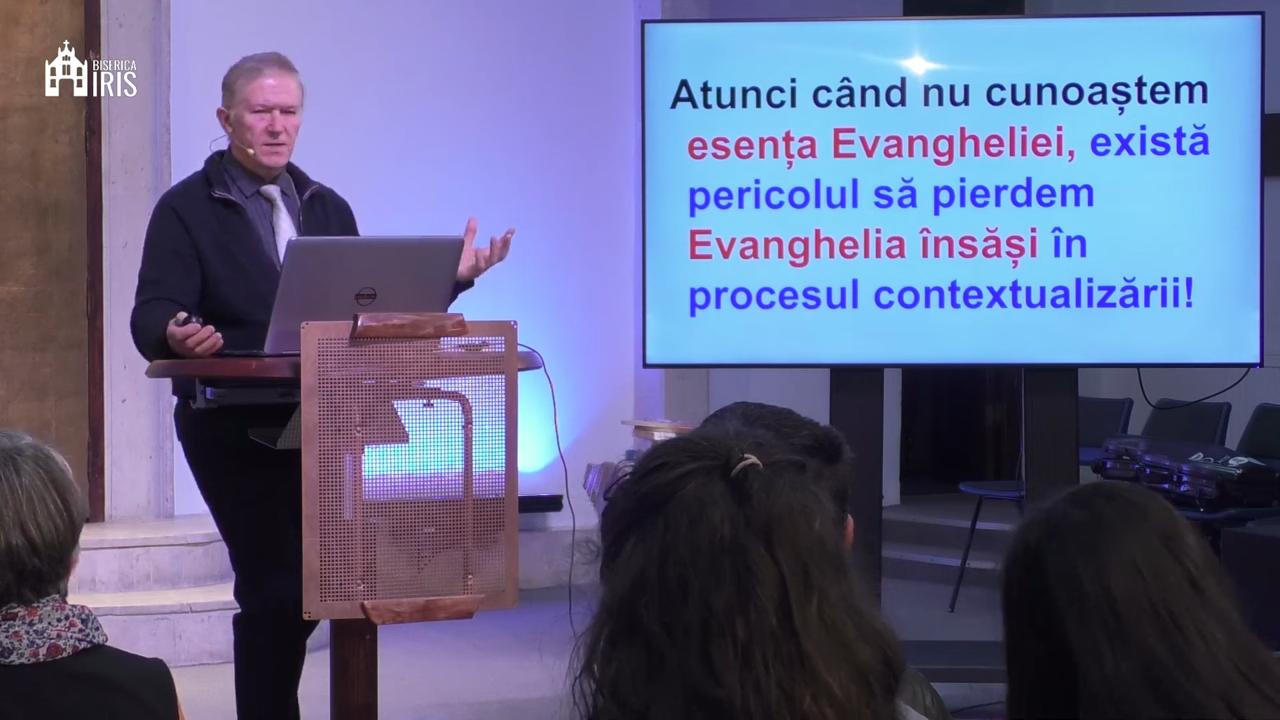 BISERICA
IRIS
Atunci când nu cunoaștem
esența Evangheliei, există
pericolul să pierdem
Evanghelia însăși în
procesul contextualizării!